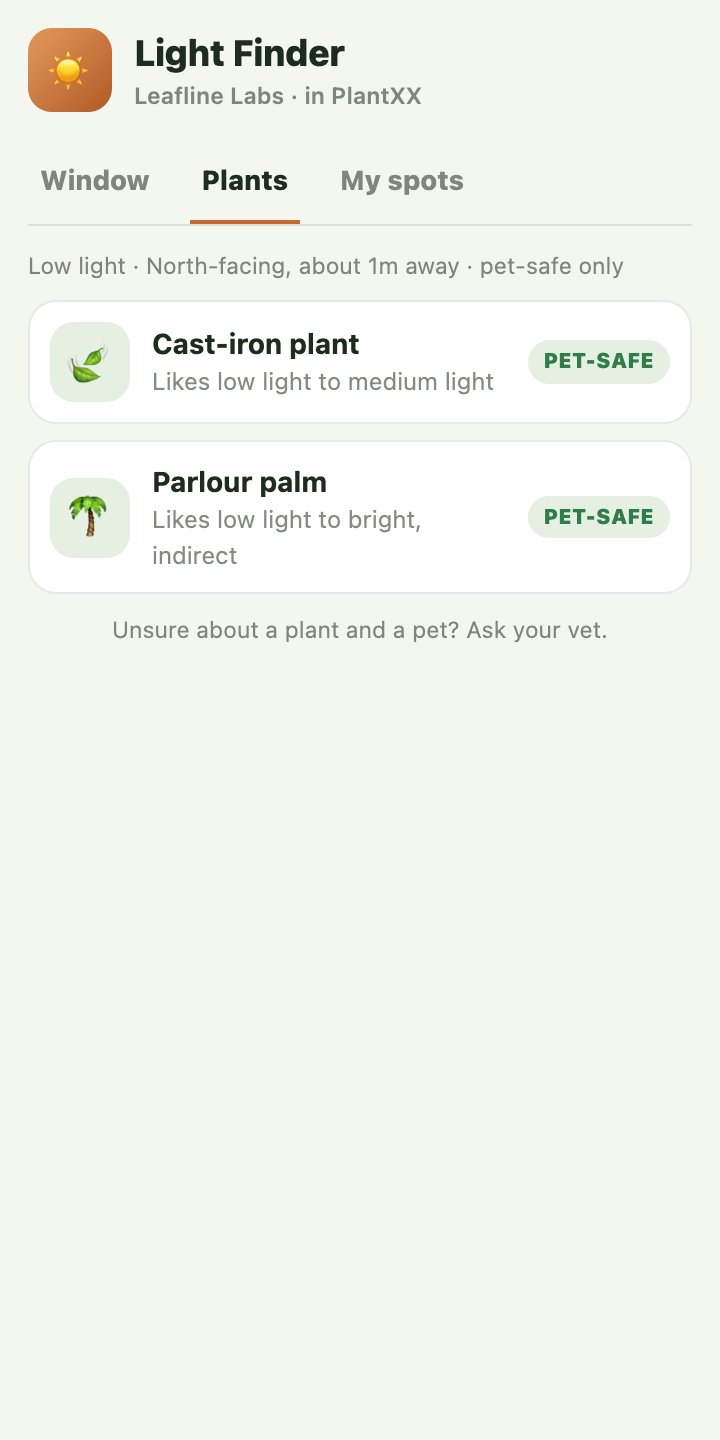 Light Finder
Leafline Labs · in PlantXX
Window
Plants
My spots
Low light · North-facing, about 1m away · pet-safe only
Cast-iron plant
Likes low light to medium light
PET-SAFE
Parlour palm
Likes low light to bright,
indirect
PET-SAFE
Unsure about a plant and a pet? Ask your vet.